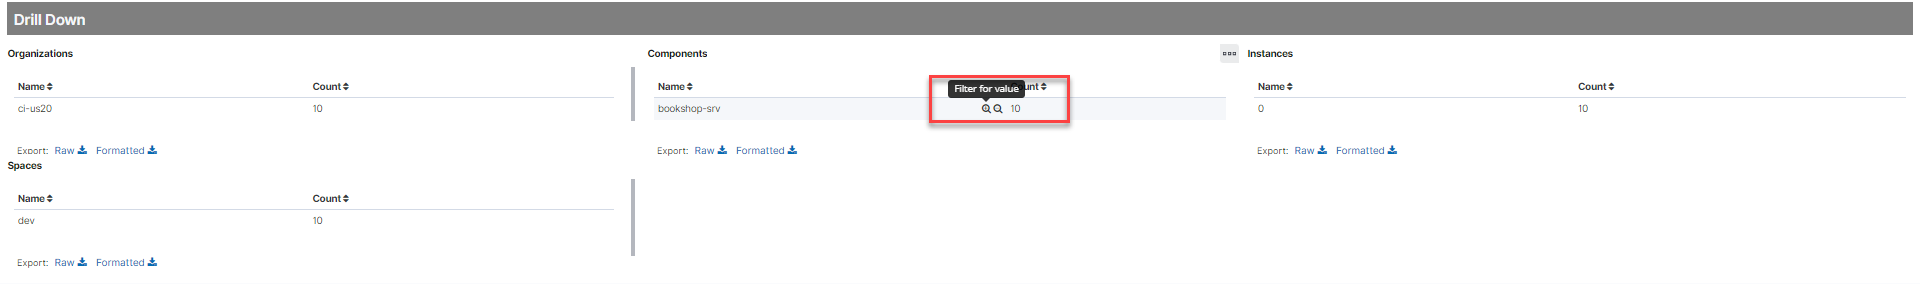 Drill Down
Organizations
Name Count
ci-us20 10
Export: Raw Formatted
Spaces
Name Count
dev 10
Export: Raw Formatted
Components
Name unt
Filter for value
bookshop-srv 10
Export: Raw Formatted
Instances
Name Count
0 10
Export: Raw Formatted